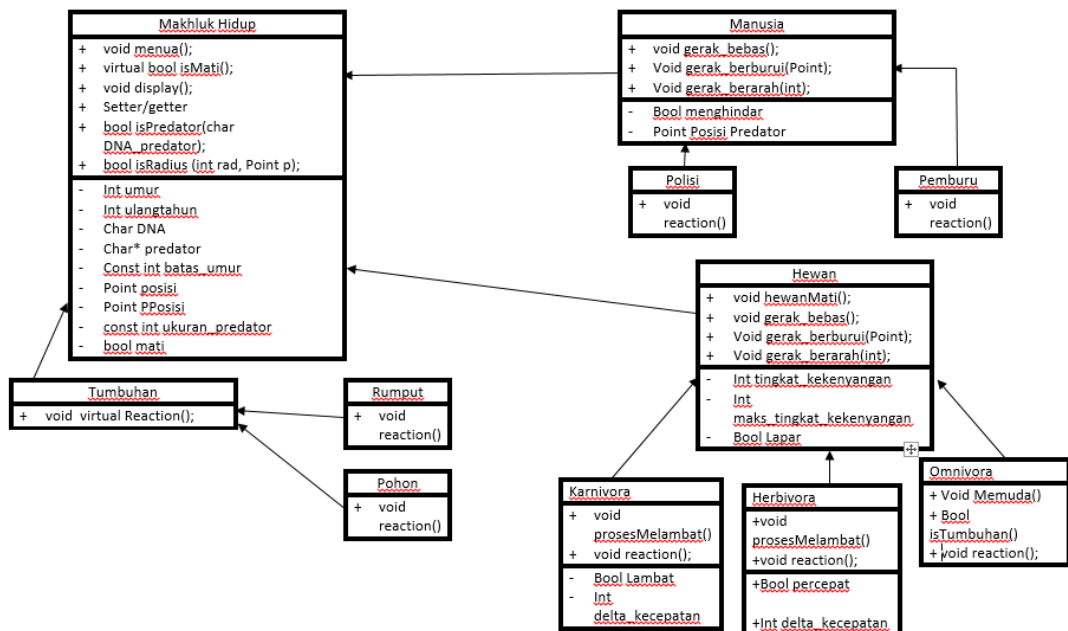 Makhluk Hidup
+ void menua();
+ virtual bool isMati();
+ void display();
+ Setter/getter
+ bool isPredator(char
DNA_predator);
+ bool isRadius (int rad, Point p);
- Int umur
- Int ulangtahun
- Char DNA
- Char* predator
- Const int batas_umur
- Point posisi
- Point PPosisi
- const int ukuran_predator
- bool mati
Manusia
+ void gerak_bebas();
+ Void gerak_berburui(Point);
+ Void gerak_berarah(int);
- Bool menghindar
- Point Posisi Predator
Polisi
+ void
reaction()
Pemburu
+ void
reaction()
Hewan
+ void hewanMati();
+ void gerak_bebas();
+ Void gerak_berburui(Point);
+ Void gerak_berarah(int);
- Int tingkat_kekenyangan
- Int
maks_tingkat_kekenyangan
- Bool Lapar
Tumbuhan
+ void virtual Reaction();
Rumput
+ void
reaction()
Pohon
+ void
reaction()
Karnivora
+ void
prosesMelambat()
+ void reaction();
- Bool Lambat
- Int
delta_kecepatan
Herbivora
+void
prosesMelambat()
+void reaction();
+Bool percepat
+Int delta_kecepatan
Omnivora
+ Void Memuda()
+ Bool
isTumbuhan()
+ void reaction();